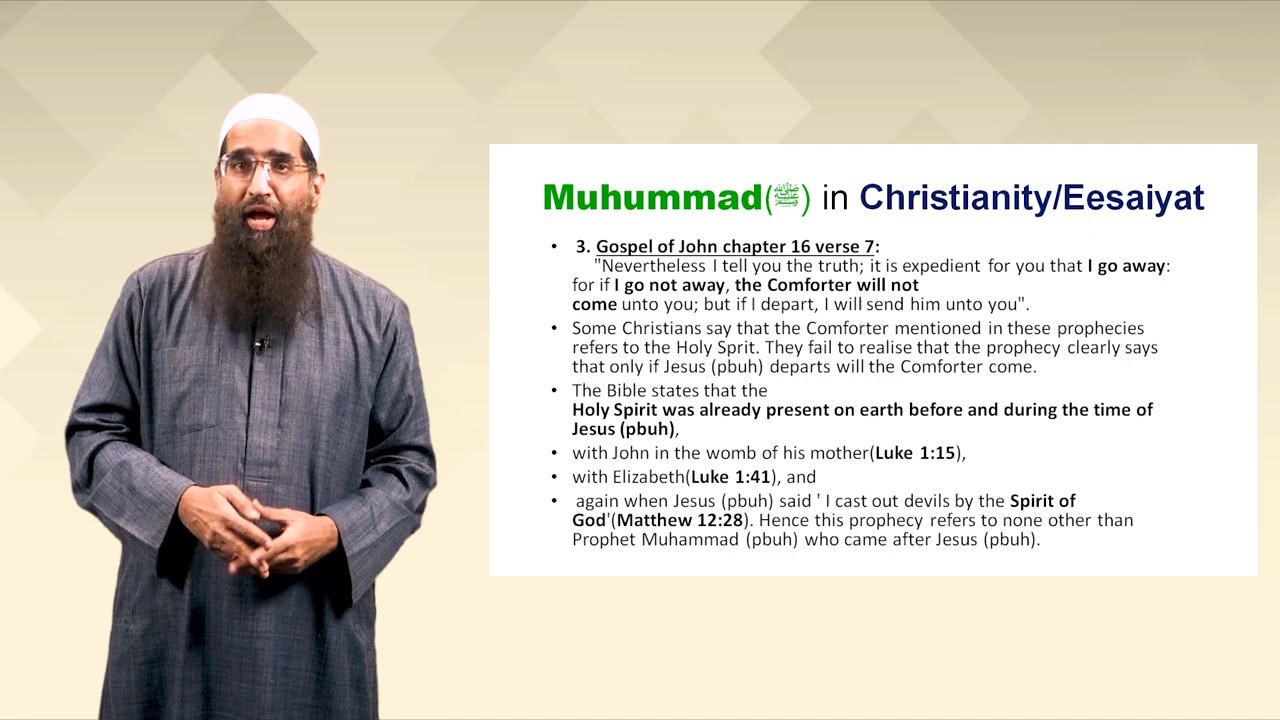 Muhummad(ﷺ) in Christianity/Eesaiyat
• 3. Gospel of John chapter 16 verse 7:
"Nevertheless I tell you the truth; it is expedient for you that I go away:
for if I go not away, the Comforter will not
come unto you; but if I depart, I will send him unto you".
• Some Christians say that the Comforter mentioned in these prophecies
refers to the Holy Sprit. They fail to realise that the prophecy clearly says
that only if Jesus (pbuh) departs will the Comforter come.
• The Bible states that the
Holy Spirit was already present on earth before and during the time of
Jesus (pbuh),
• with John in the womb of his mother(Luke 1:15),
• with Elizabeth(Luke 1:41), and
• again when Jesus (pbuh) said ' I cast out devils by the Spirit of
God'(Matthew 12:28). Hence this prophecy refers to none other than
Prophet Muhammad (pbuh) who came after Jesus (pbuh).